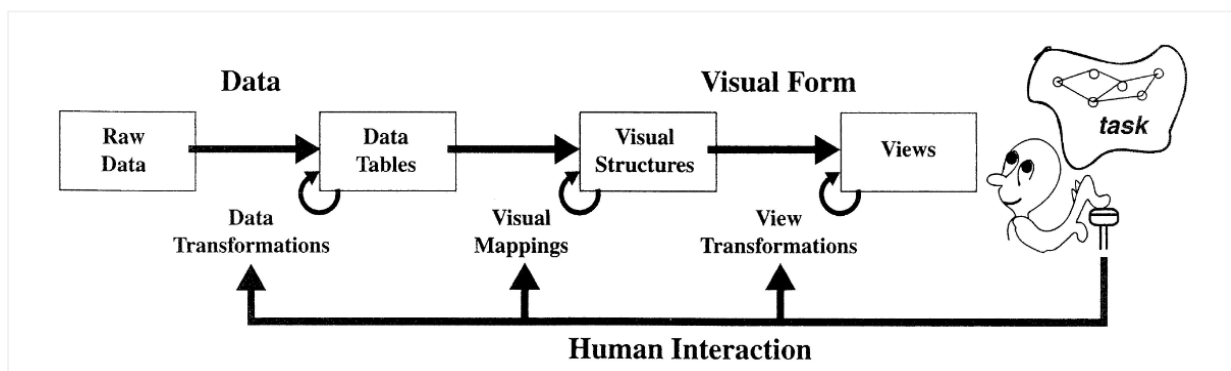 Data
Visual Form
Raw
Data
Data
Tables
Visual
Structures
Views
task
Data
Transformations
Visual
Mappings
View
Transformations
Human Interaction